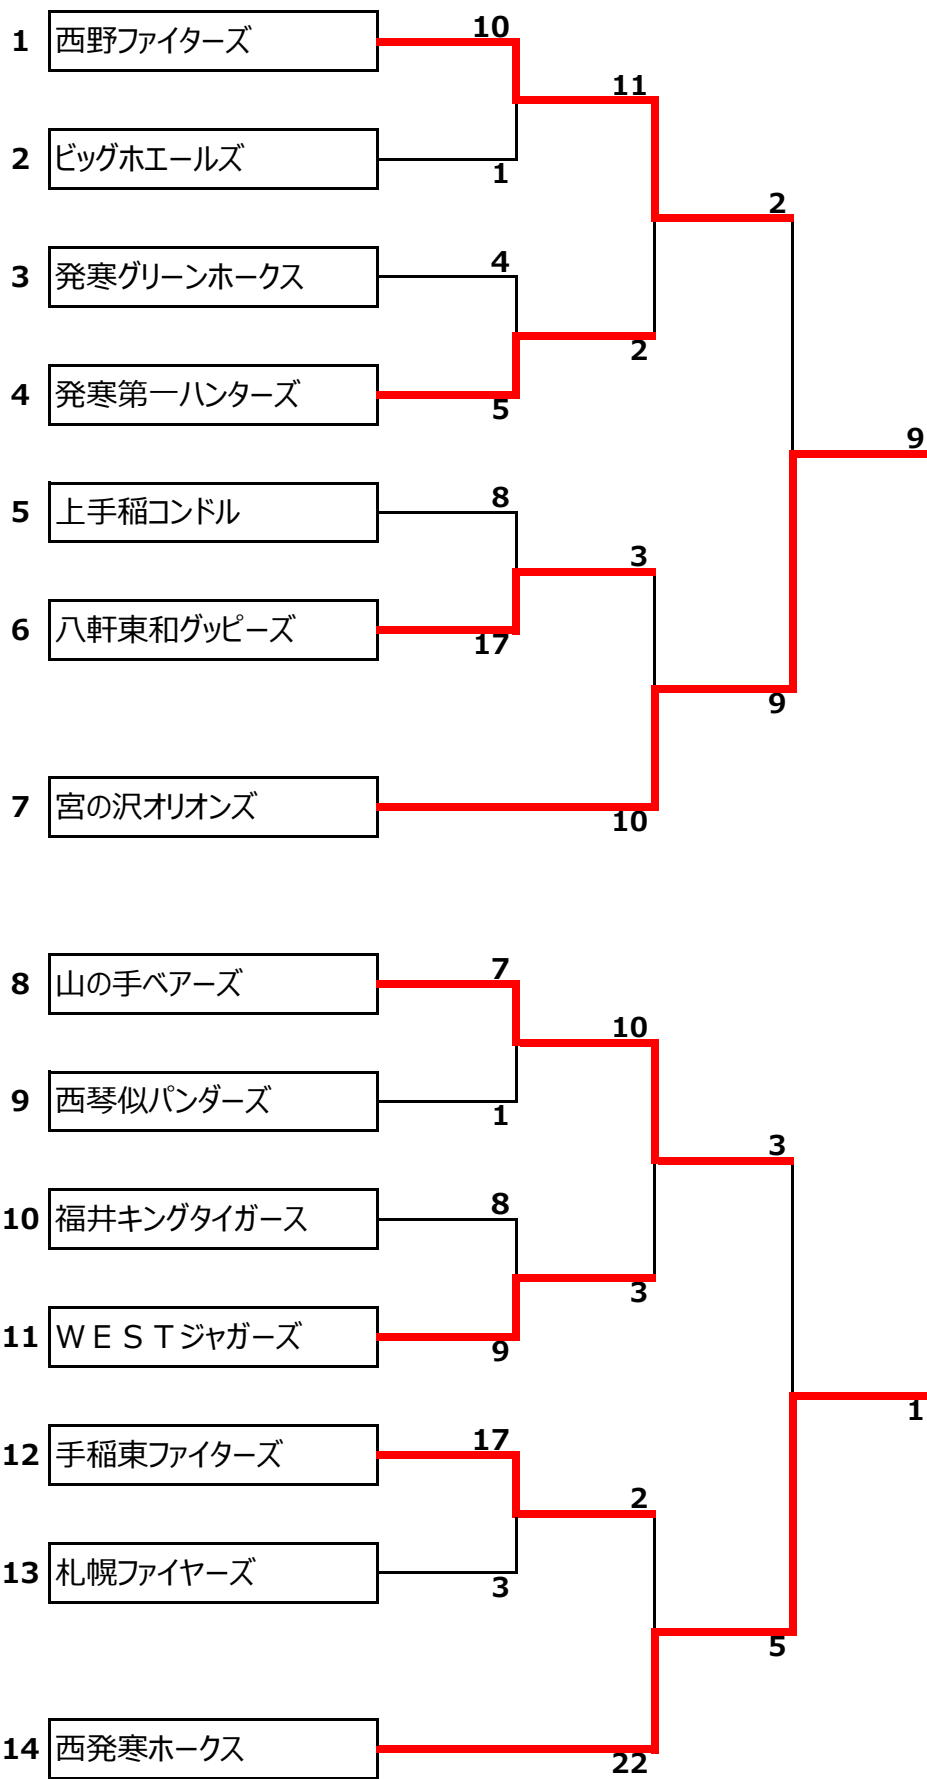 10
1 西野ファイターズ
11
2 ビッグホエールズ
1
2
4
3 発寒グリーンホークス
2
4 発寒第一ハンターズ
5
9
8
5 上手稲コンドル
3
6 八軒東和グッピーズ
17
9
7 宮の沢オリオンズ
10
7
8 山の手ベアーズ
10
9 西琴似パンダーズ
1
3
8
10 福井キングタイガース
3
11 ＷＥＳＴジャガーズ
9
1
17
12 手稲東ファイターズ
2
13 札幌ファイヤーズ
3
5
14 西発寒ホークス
22